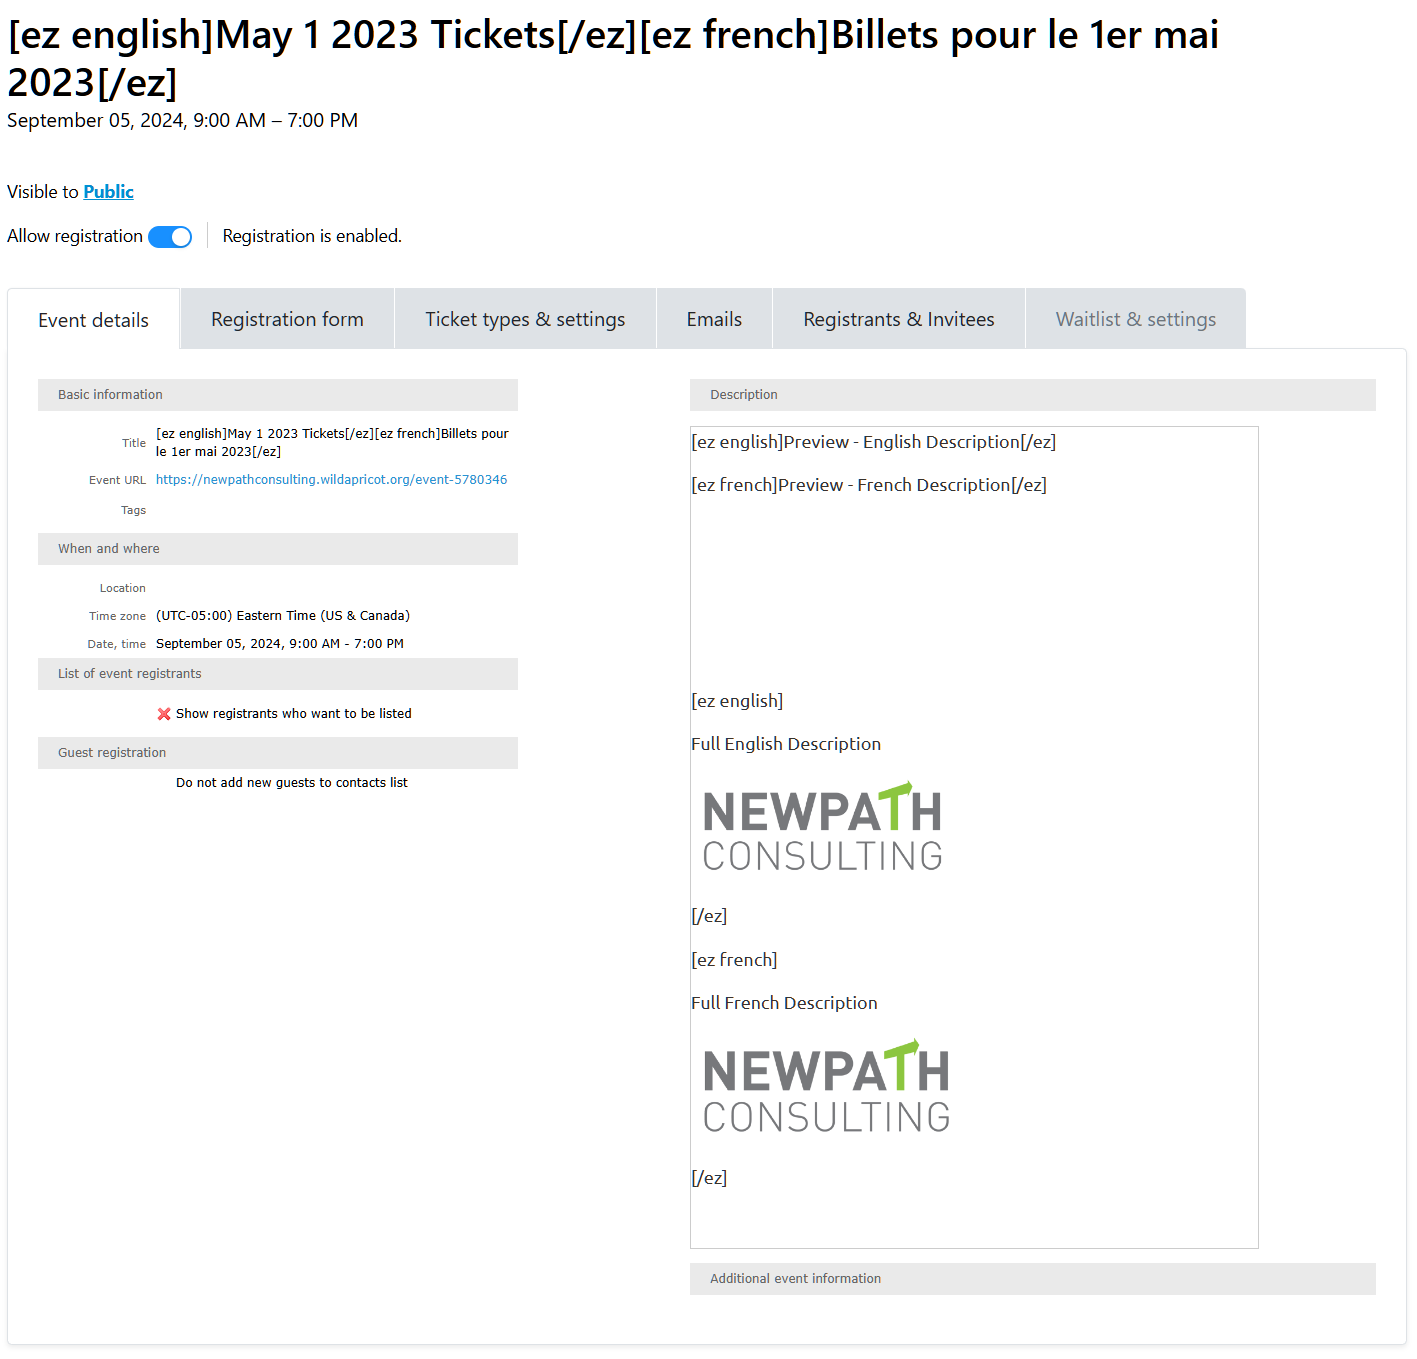 [ez english]May 1 2023 Tickets[/ez][ez french]Billets pour le 1er mai
2023[/ez]
September 05, 2024, 9:00 AM – 7:00 PM
Visible to Public
Allow registration
Registration is enabled.
Event details
Registration form
Ticket types & settings
Emails
Registrants & Invitees
Waitlist & settings
Basic information
Title
[ez english]May 1 2023 Tickets[/ez][ez french]Billets pour
le 1er mai 2023[/ez]
Event URL
https://newpathconsulting.wildapricot.org/event-5780346
Tags
When and where
Location
Time zone
(UTC-05:00) Eastern Time (US & Canada)
Date, time
September 05, 2024, 9:00 AM - 7:00 PM
List of event registrants
Show registrants who want to be listed
Guest registration
Do not add new guests to contacts list
Description
[ez english]Preview - English Description[/ez]
[ez french]Preview - French Description[/ez]
[ez english]
Full English Description
NEWPATH
CONSULTING
[/ez]
[ez french]
Full French Description
NEWPATH
CONSULTING
[/ez]
Additional event information